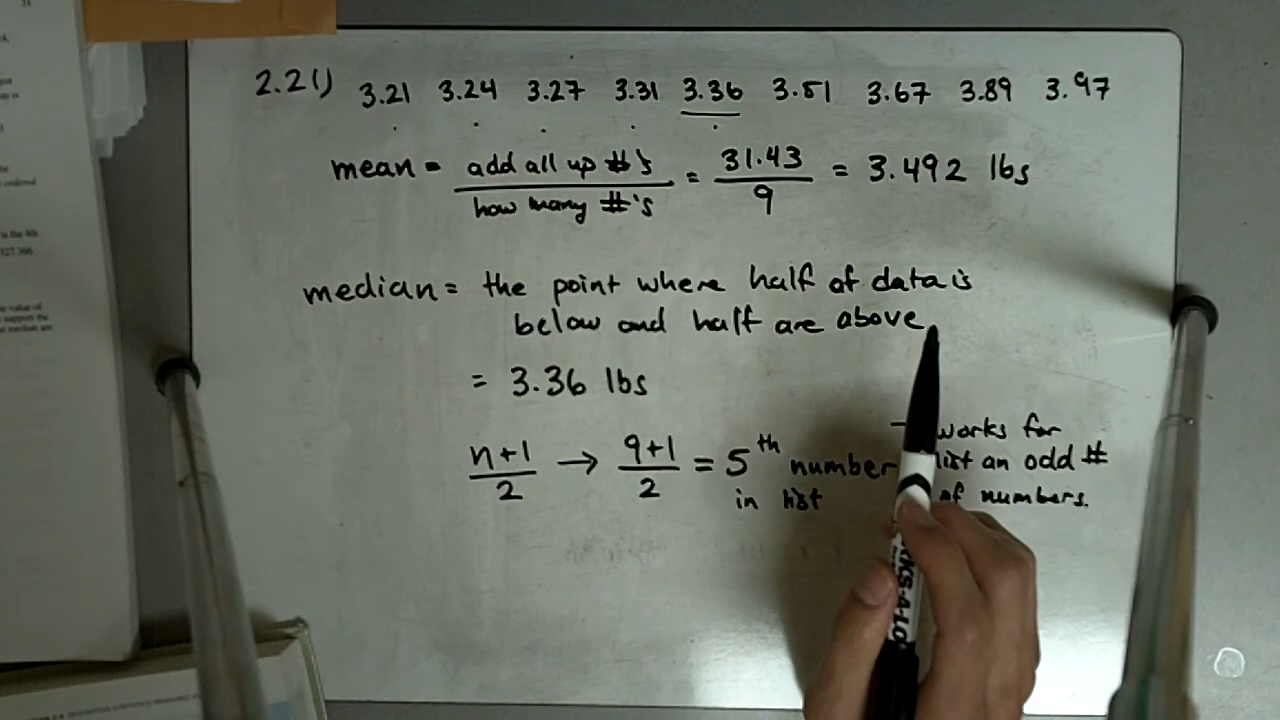 2.21) 3.21 3.24 3.27 3.31 3.36 3.51 3.67 3.89 3.97
mean = add all up #'s / how many #'s = 31.43 / 9 = 3.492 lbs
median = the point where half of data is
below and half are above
= 3.36 lbs
n+1 / 2 → 9+1 / 2 = 5th number
in list
works for
list an odd #
of numbers.